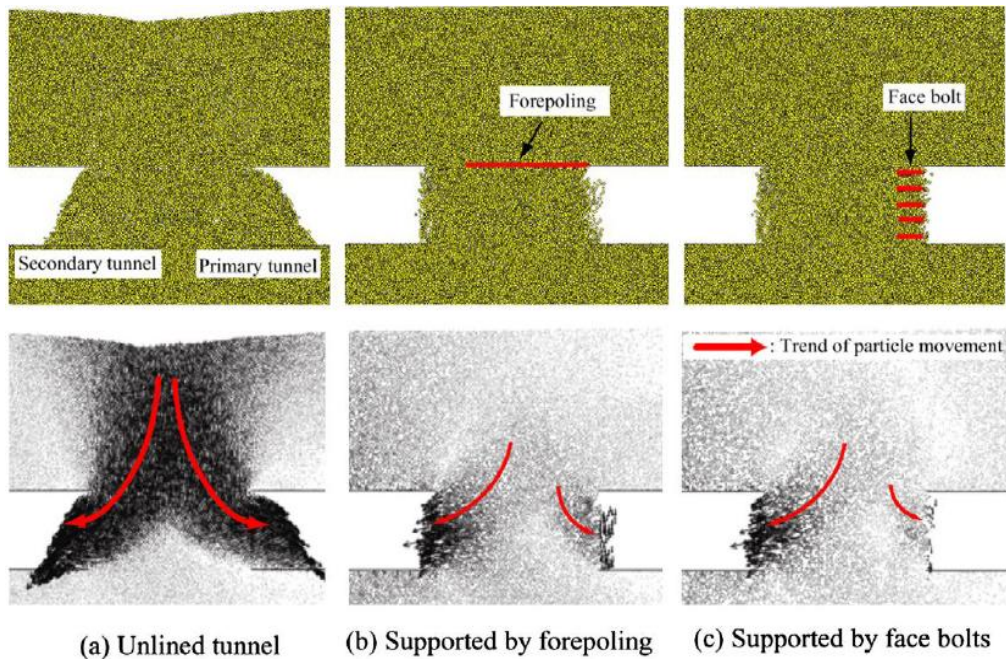 Forepoling
Face bolt
Secondary tunnel
Primary tunnel
: Trend of particle movement
(a) Unlined tunnel
(b) Supported by forepoling
(c) Supported by face bolts